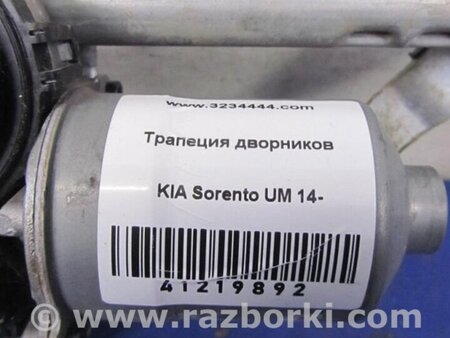 www.3234444.com
Трапеция дворников
KIA Sorento UM 14-
41219892
www.razborki.com